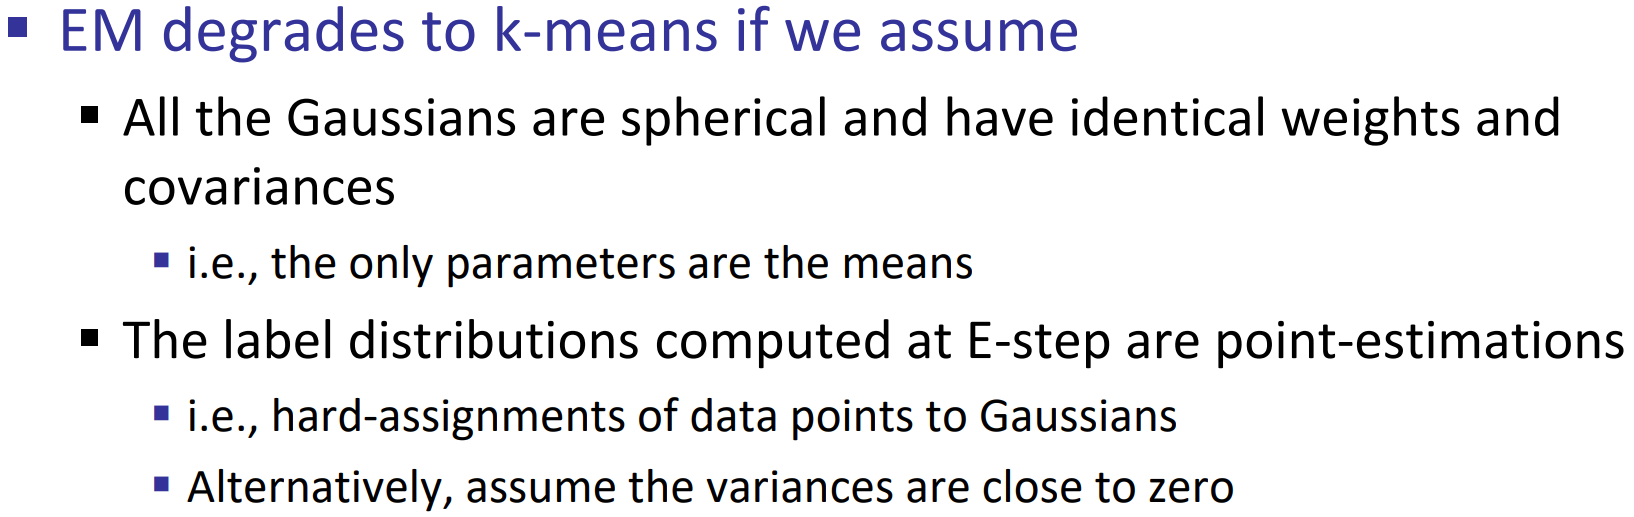 EM degrades to k-means if we assume
All the Gaussians are spherical and have identical weights and
covariances
i.e., the only parameters are the means
The label distributions computed at E-step are point-estimations
i.e., hard-assignments of data points to Gaussians
Alternatively, assume the variances are close to zero